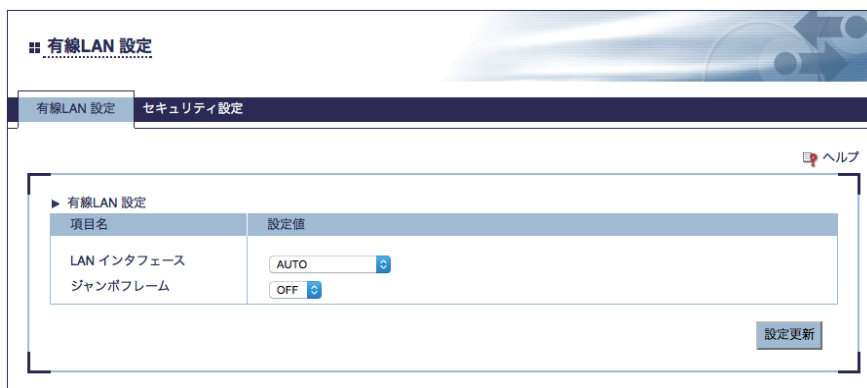 有線LAN 設定
有線LAN 設定 セキュリティ設定
ヘルプ
有線LAN 設定
項目名 設定値
LAN インタフェース AUTO
ジャンボフレーム OFF
設定更新